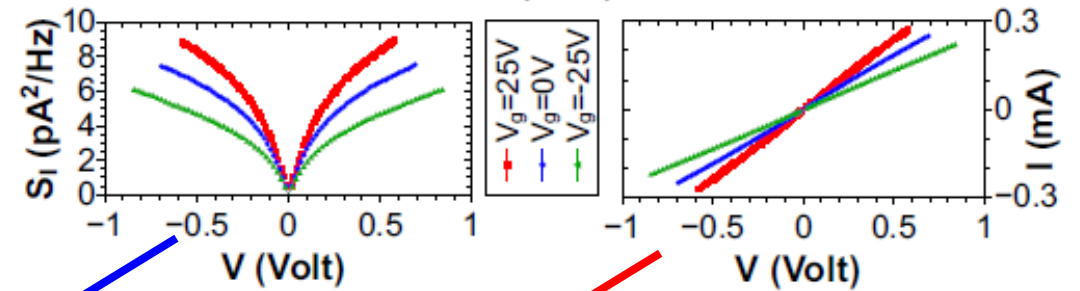 S_I (pA²/Hz)
10
8
6
4
2
0
−1 −0.5 0 0.5 1
V (Volt)
V_g=25V
V_g=0V
V_g=-25V
0.3
0
−0.3
I (mA)
−1 −0.5 0 0.5 1
V (Volt)